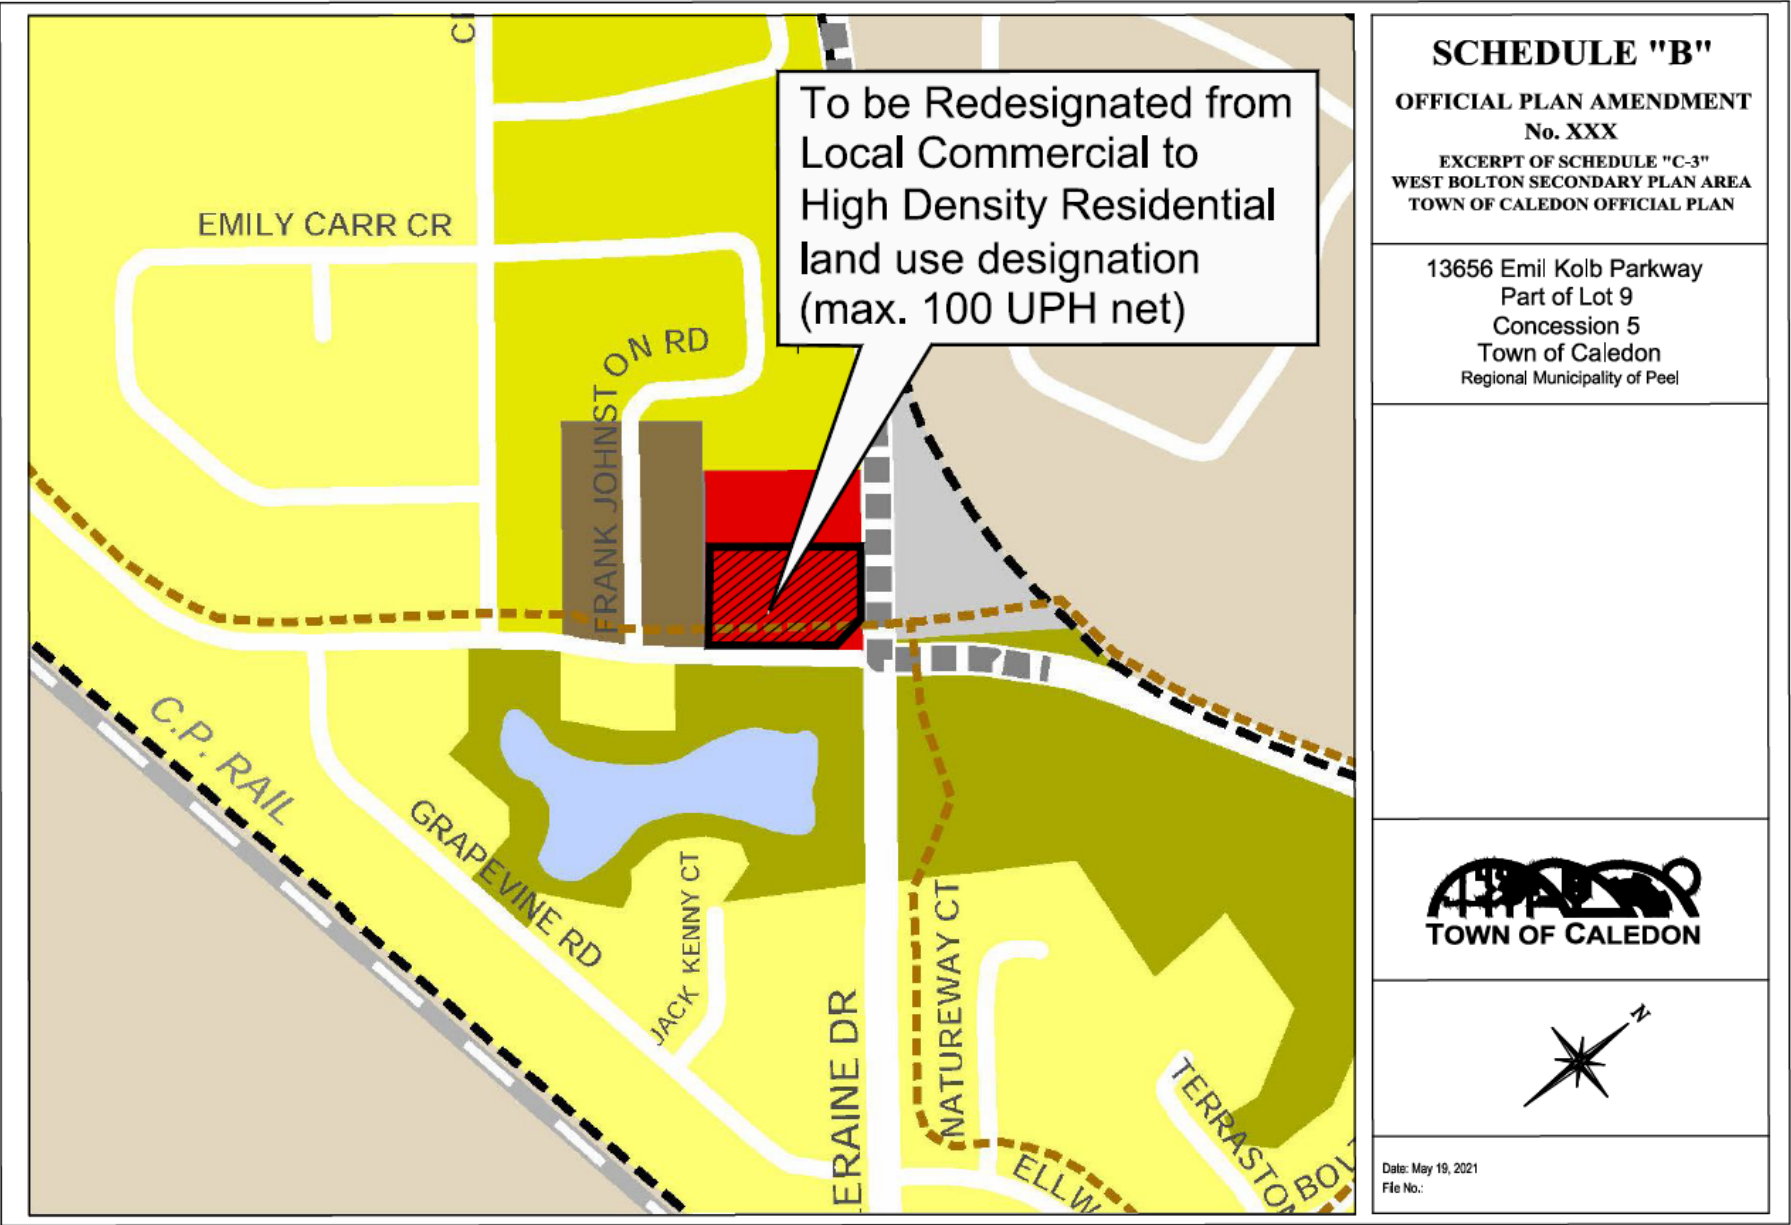 To be Redesignated from
Local Commercial to
High Density Residential
land use designation
(max. 100 UPH net)
EMILY CARR CR
FRANK JOHNSTON RD
C.P. RAIL
GRAPEVINE RD
JACK KENNY CT
ERAINE DR
NATUREWAY CT
ELLW
TERRASTON
BOL
SCHEDULE "B"
OFFICIAL PLAN AMENDMENT
No. XXX
EXCERPT OF SCHEDULE "C-3"
WEST BOLTON SECONDARY PLAN AREA
TOWN OF CALEDON OFFICIAL PLAN
13656 Emil Kolb Parkway
Part of Lot 9
Concession 5
Town of Caledon
Regional Municipality of Peel
TOWN OF CALEDON
N
Date: May 19, 2021
File No.: